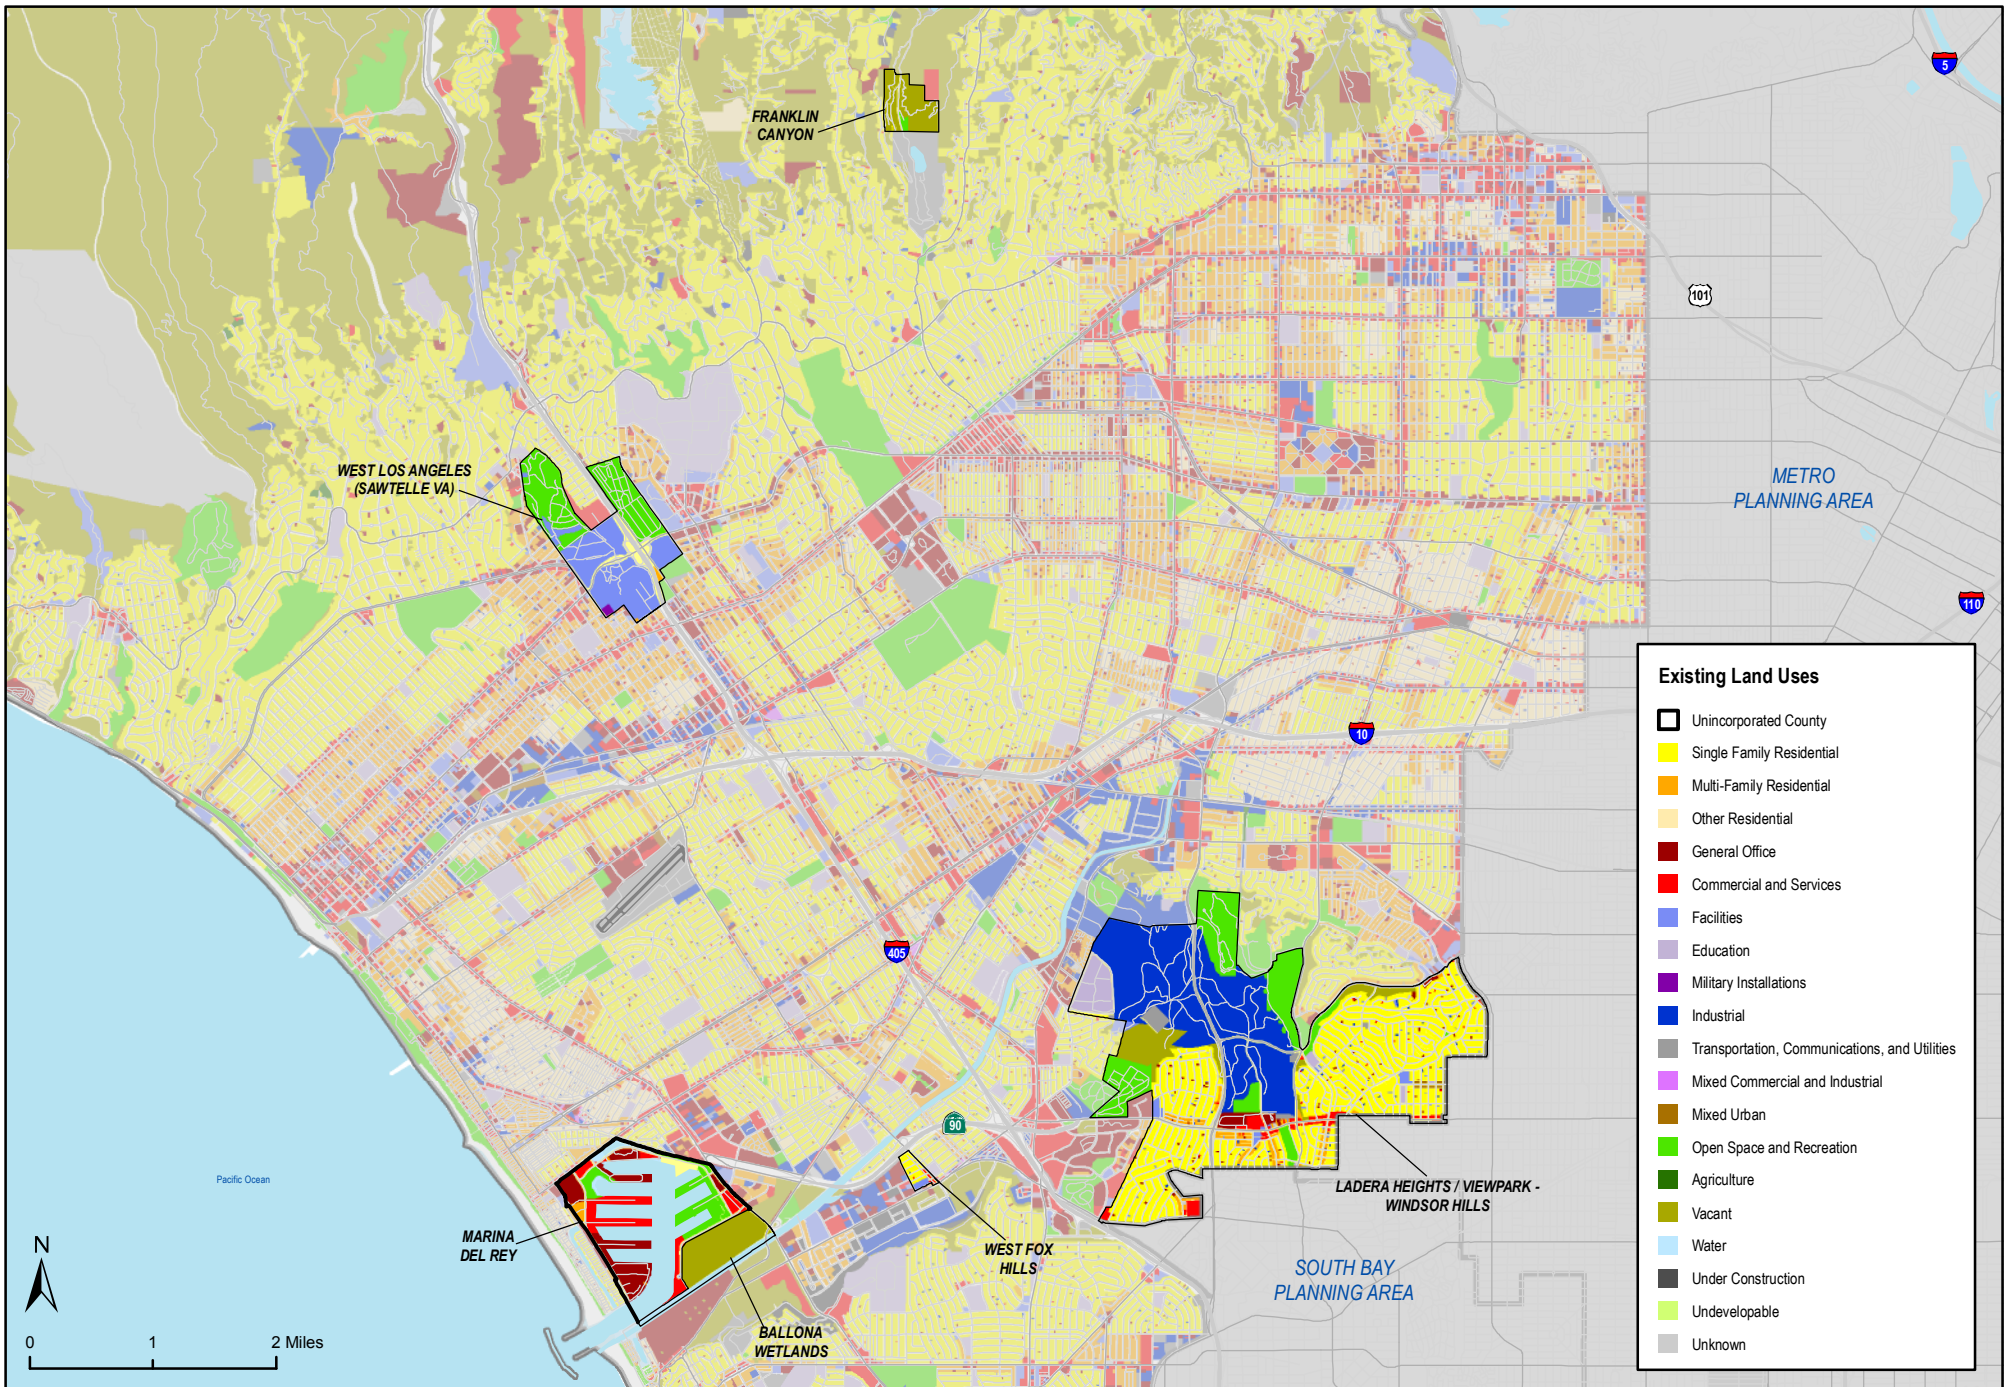 5
FRANKLIN
CANYON
101
WEST LOS ANGELES
(SAWTELLE VA)
METRO
PLANNING AREA
110
Existing Land Uses
Unincorporated County
Single Family Residential
Multi-Family Residential
Other Residential
General Office
Commercial and Services
Facilities
Education
Military Installations
Industrial
Transportation, Communications, and Utilities
Mixed Commercial and Industrial
Mixed Urban
Open Space and Recreation
Agriculture
Vacant
Water
Under Construction
Undevelopable
Unknown
10
405
90
Pacific Ocean
LADERA HEIGHTS / VIEWPARK -
WINDSOR HILLS
MARINA
DEL REY
WEST FOX
HILLS
SOUTH BAY
PLANNING AREA
BALLONA
WETLANDS
N
0 1 2 Miles